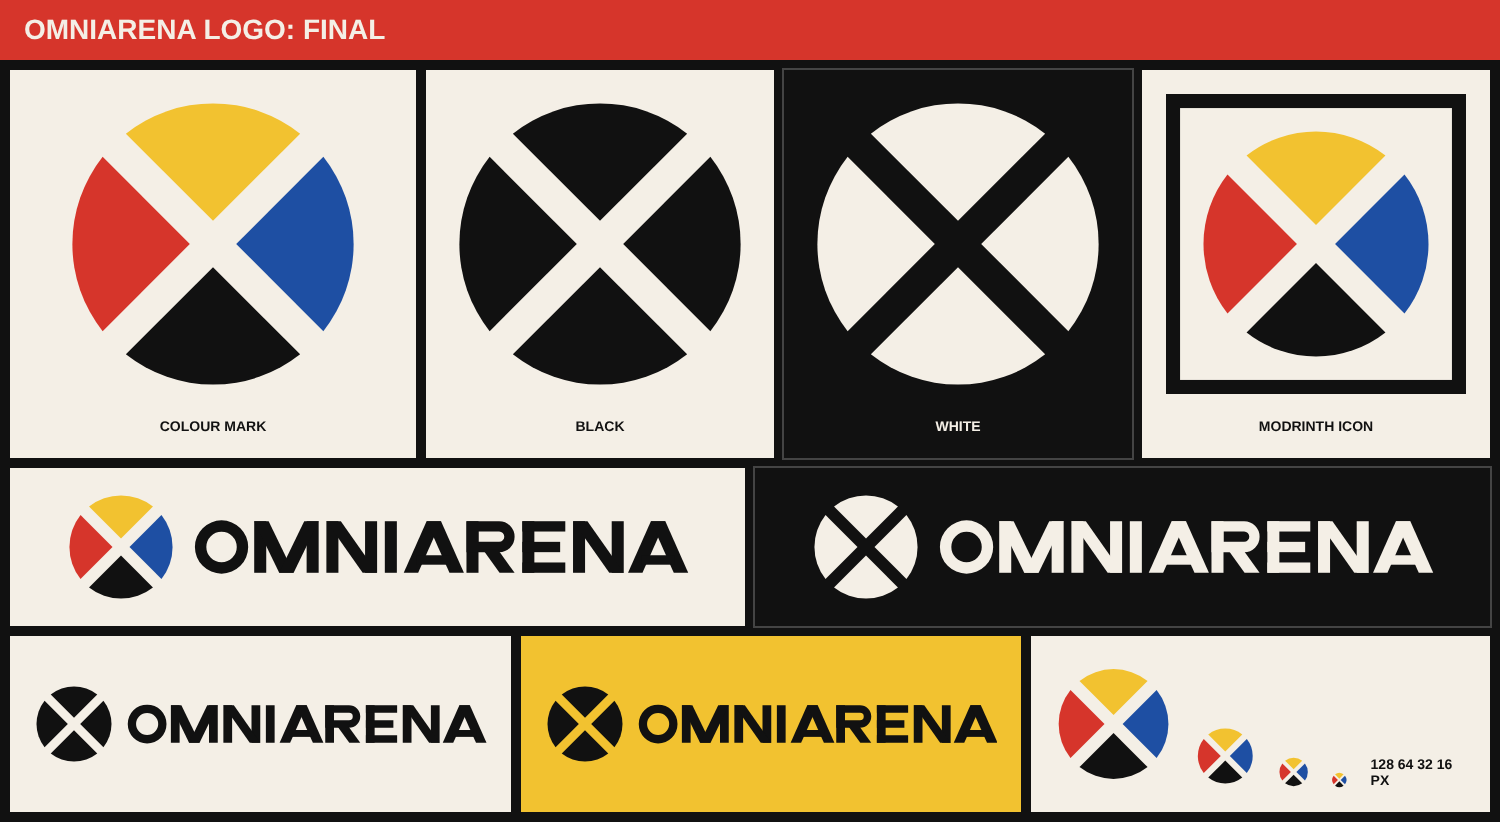 OMNIARENA LOGO: FINAL
COLOUR MARK
BLACK
WHITE
MODRINTH ICON
OMNIARENA
OMNIARENA
OMNIARENA
OMNIARENA
128 64 32 16
PX